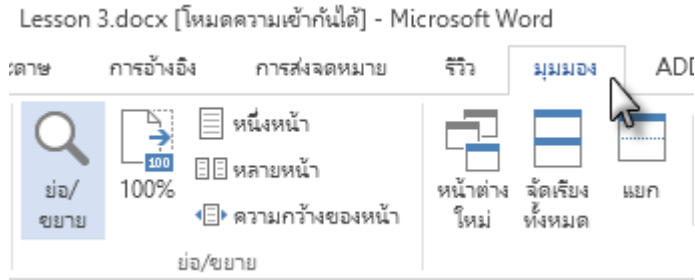 Lesson 3.docx [โหมดความเข้ากันได้] - Microsoft Word
การอ้างอิง การส่งจดหมาย รีวิว มุมมอง
ย่อ/
ขยาย
100
100%
หนึ่งหน้า
หลายหน้า
ความกว้างของหน้า
ย่อ/ขยาย
หน้าต่าง
ใหม่
จัดเรียง
ทั้งหมด
แยก